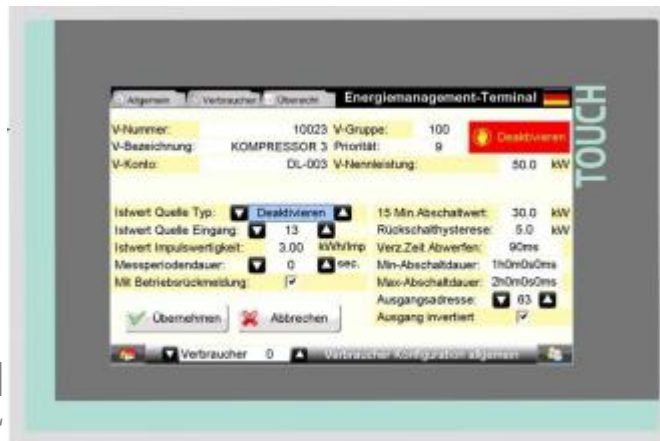 Allgemein Verbraucher Übersicht Energiemanagement-Terminal
V-Nummer: 10023 V-Gruppe: 100 Deaktivieren
V-Bezeichnung: KOMPRESSOR 3 Priorität: 9
V-Konto: DL-003 V-Nennleistung: 50.0 kW
Istwert Quelle Typ: Deaktivieren 15 Min.Abschaltwert: 30.0 kW
Istwert Quelle Eingang: 13 Rückschalthysterese: 5.0 kW
Istwert Impulswertigkeit: 3.00 kWh/Imp Verz.Zeit Abwerfen: 90ms
Messperiodendauer: 0 sec. Min-Abschaltdauer: 1h0m0s0ms
Mit Betriebsrückmeldung: Max-Abschaltdauer: 2h0m0s0ms
Ausgangsadresse: 63
Übernehmen Abbrechen Ausgang invertiert
Verbraucher 0 Verbraucher Konfiguration allgemein
TOUCH